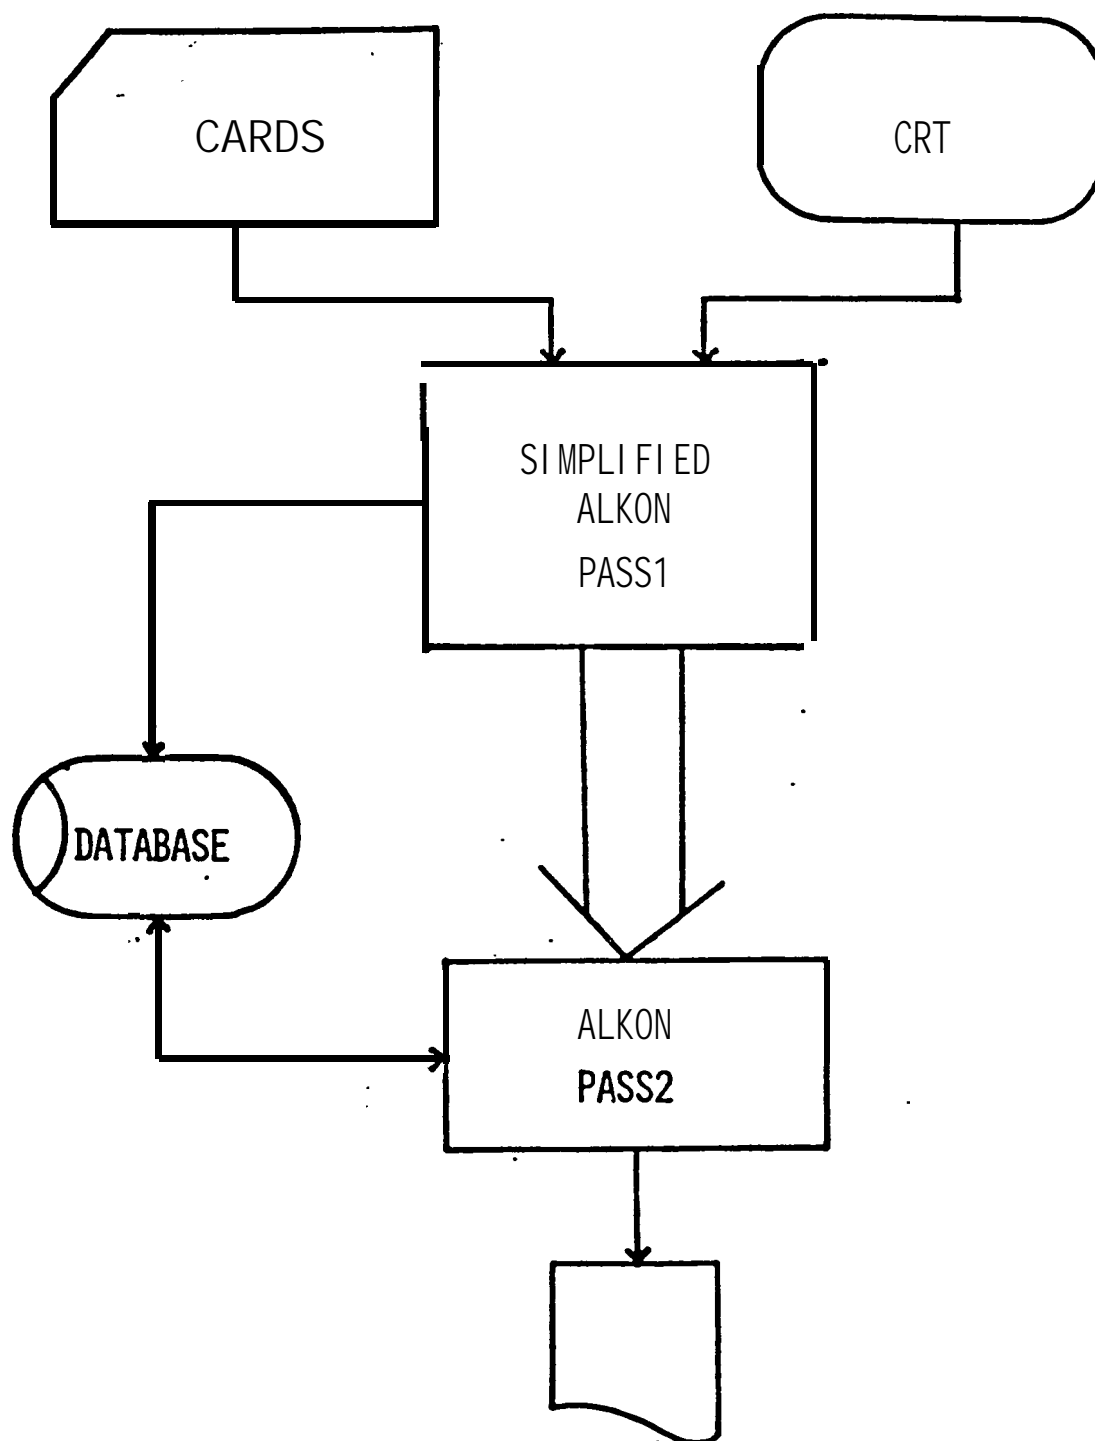 CARDS
CRT
SIMPLIFIED
ALKON
PASS1
DATABASE
ALKON
PASS2